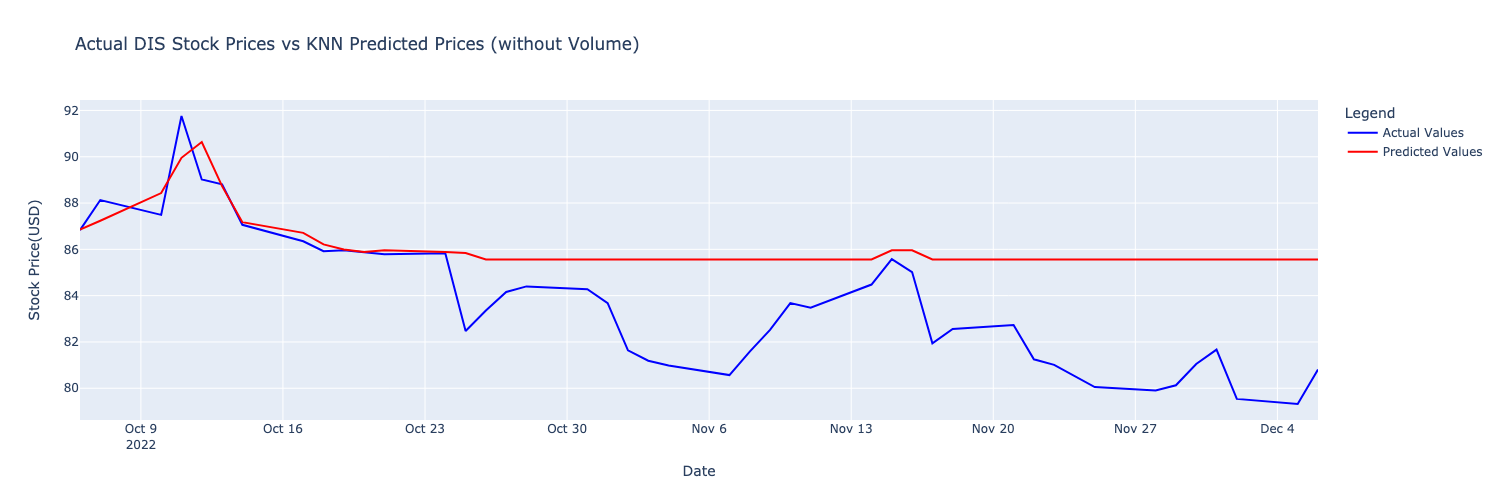 Actual DIS Stock Prices vs KNN Predicted Prices (without Volume)
Legend
Actual Values
Predicted Values
Stock Price(USD)
92
90
88
86
84
82
80
Oct 9 Oct 16 Oct 23 Oct 30 Nov 6 Nov 13 Nov 20 Nov 27 Dec 4
2022
Date